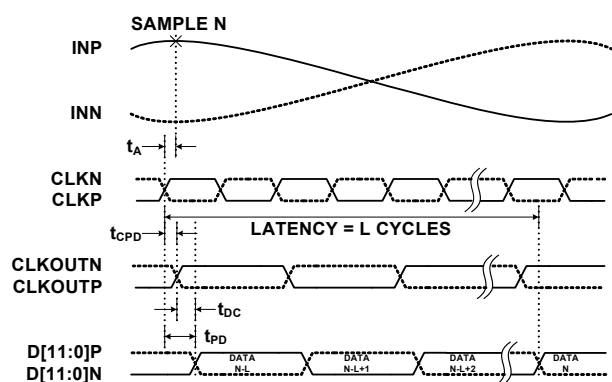 SAMPLE N
INP
INN
tA
CLKN
CLKP
LATENCY = L CYCLES
tCPD
CLKOUTN
CLKOUTP
tDC
tPD
D[11:0]P
D[11:0]N
DATA
N-L
DATA
N-L+1
DATA
N-L+2
DATA
N